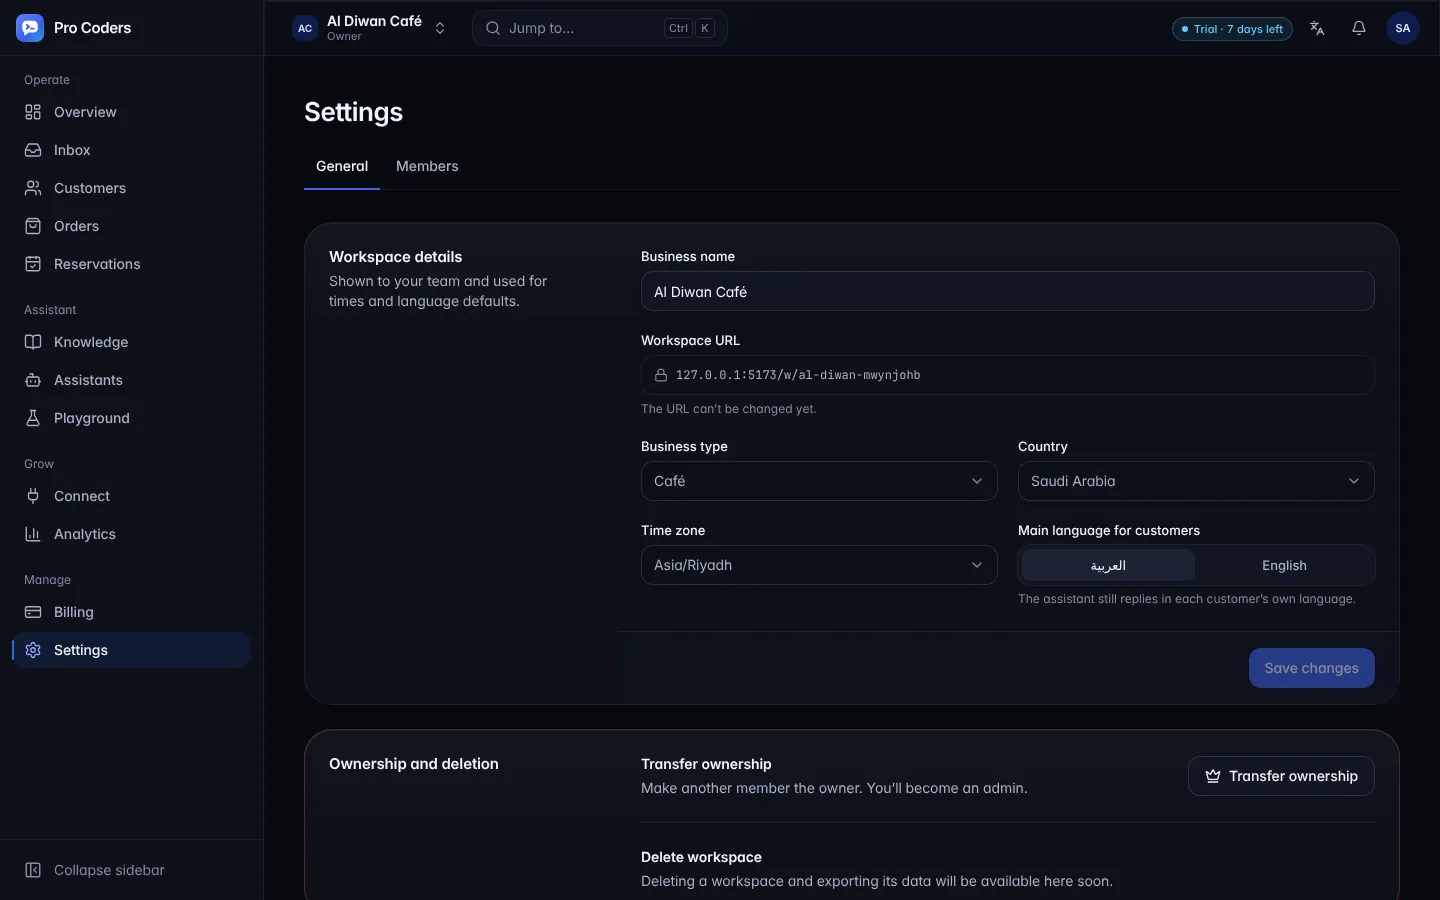 Pro Coders
AC
Al Diwan Café
Owner
Jump to...
Ctrl K
Trial · 7 days left
SA
Operate
Overview
Inbox
Customers
Orders
Reservations
Assistant
Knowledge
Assistants
Playground
Grow
Connect
Analytics
Manage
Billing
Settings
Collapse sidebar
Settings
General
Members
Workspace details
Shown to your team and used for
times and language defaults.
Business name
Al Diwan Café
Workspace URL
127.0.0.1:5173/w/al-diwan-mwynjohb
The URL can't be changed yet.
Business type
Country
Café
Saudi Arabia
Time zone
Main language for customers
Asia/Riyadh
العربية
English
The assistant still replies in each customer's own language.
Save changes
Ownership and deletion
Transfer ownership
Make another member the owner. You'll become an admin.
Transfer ownership
Delete workspace
Deleting a workspace and exporting its data will be available here soon.